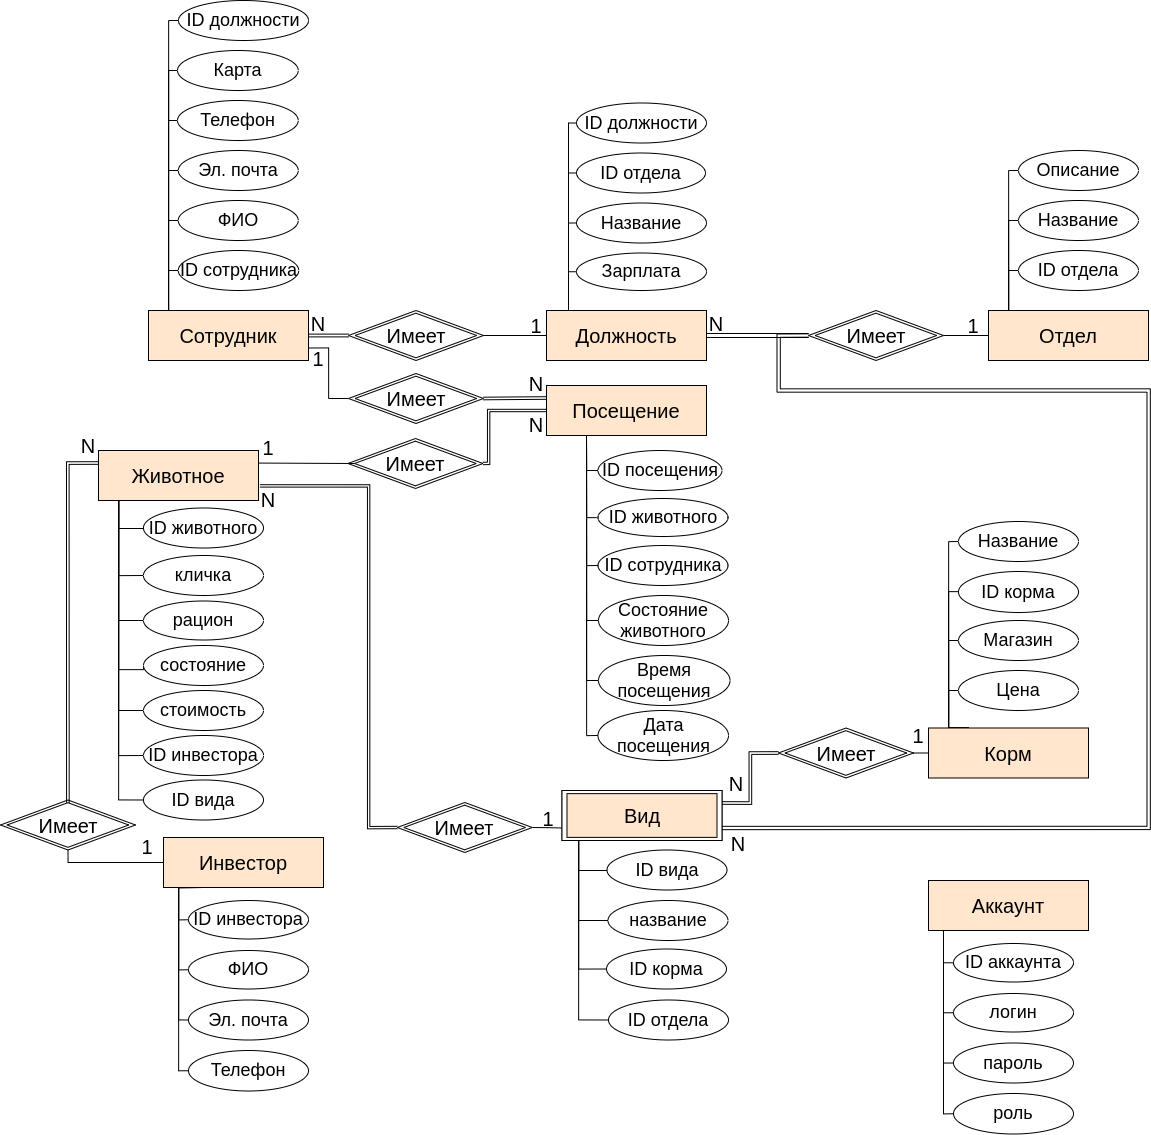 ID должности
Карта
Телефон
Эл. почта
ФИО
ID сотрудника
Сотрудник
N
1
Имеет
1
ID должности
ID отдела
Название
Зарплата
Должность
N
Имеет
1
Описание
Название
ID отдела
Отдел
Имеет
N
Имеет
N
Посещение
ID посещения
ID животного
ID сотрудника
Состояние
животного
Время
посещения
Дата
посещения
N
Животное
1
N
ID животного
кличка
рацион
состояние
стоимость
ID инвестора
ID вида
Имеет
1
Инвестор
ID инвестора
ФИО
Эл. почта
Телефон
Имеет
1
Вид
N
N
ID вида
название
ID корма
ID отдела
Имеет
1
Название
ID корма
Магазин
Цена
Корм
Аккаунт
ID аккаунта
логин
пароль
роль